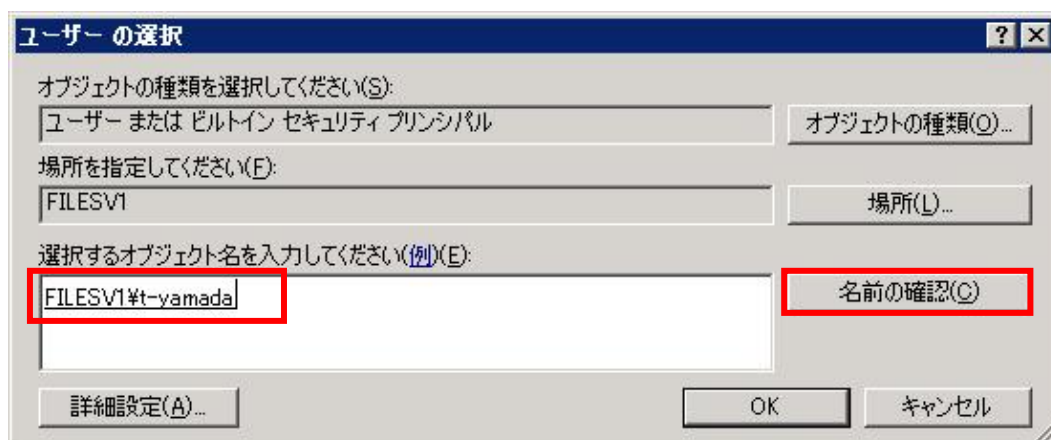 ユーザー の選択
オブジェクトの種類を選択してください(S):
ユーザー または ビルトイン セキュリティ プリンシパル
オブジェクトの種類(O)...
場所を指定してください(F):
FILESV1
場所(L)...
選択するオブジェクト名を入力してください(例)(E):
FILESV1¥t-yamada
名前の確認(C)
詳細設定(A)...
OK
キャンセル